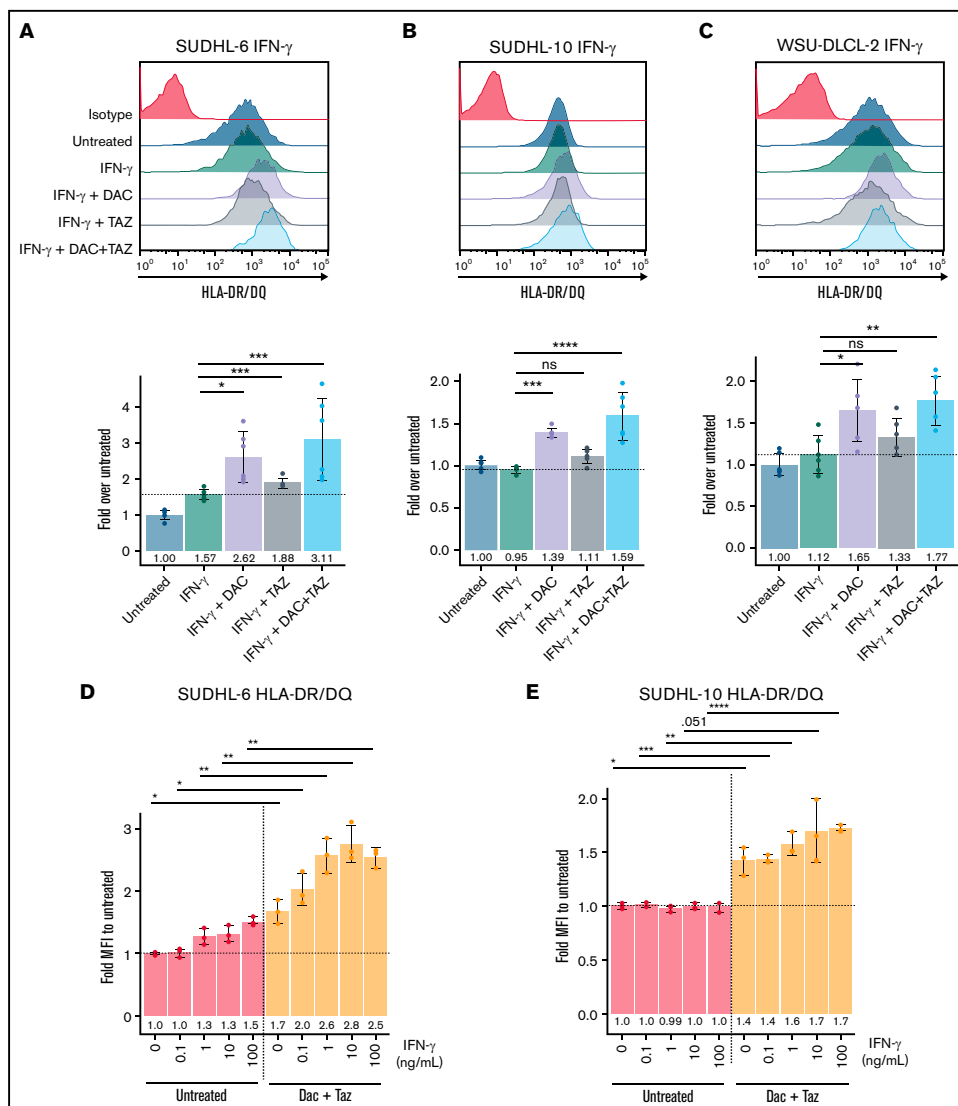 A
SUDHL-6 IFN-γ
Isotype
Untreated
IFN-γ
IFN-γ + DAC
IFN-γ + TAZ
IFN-γ + DAC+TAZ
10⁰ 10¹ 10² 10³ 10⁴ 10⁵
HLA-DR/DQ
B
SUDHL-10 IFN-γ
10⁰ 10¹ 10² 10³ 10⁴ 10⁵
HLA-DR/DQ
C
WSU-DLCL-2 IFN-γ
10⁰ 10¹ 10² 10³ 10⁴ 10⁵
HLA-DR/DQ
***
***
*
Fold over untreated
4
3
2
1
0
1.00 1.57 2.62 1.88 3.11
Untreated
IFN-γ
IFN-γ + DAC
IFN-γ + TAZ
IFN-γ + DAC+TAZ
****
ns
***
Fold over untreated
2.0
1.5
1.0
0.5
0.0
1.00 0.95 1.39 1.11 1.59
Untreated
IFN-γ
IFN-γ + DAC
IFN-γ + TAZ
IFN-γ + DAC+TAZ
**
ns
*
Fold over untreated
2.0
1.5
1.0
0.5
0.0
1.00 1.12 1.65 1.33 1.77
Untreated
IFN-γ
IFN-γ + DAC
IFN-γ + TAZ
IFN-γ + DAC+TAZ
D
SUDHL-6 HLA-DR/DQ
**
**
**
*
*
Fold MFI to untreated
3
2
1
0
1.0 1.0 1.3 1.3 1.5 1.7 2.0 2.6 2.8 2.5
0 0.1 1 10 100 0 0.1 1 10 100
IFN-γ
(ng/mL)
Untreated
Dac + Taz
E
SUDHL-10 HLA-DR/DQ
****
.051
**
***
*
Fold MFI to untreated
2.0
1.5
1.0
0.5
0.0
1.0 1.0 0.99 1.0 1.0 1.4 1.4 1.6 1.7 1.7
0 0.1 1 10 100 0 0.1 1 10 100
IFN-γ
(ng/mL)
Untreated
Dac + Taz